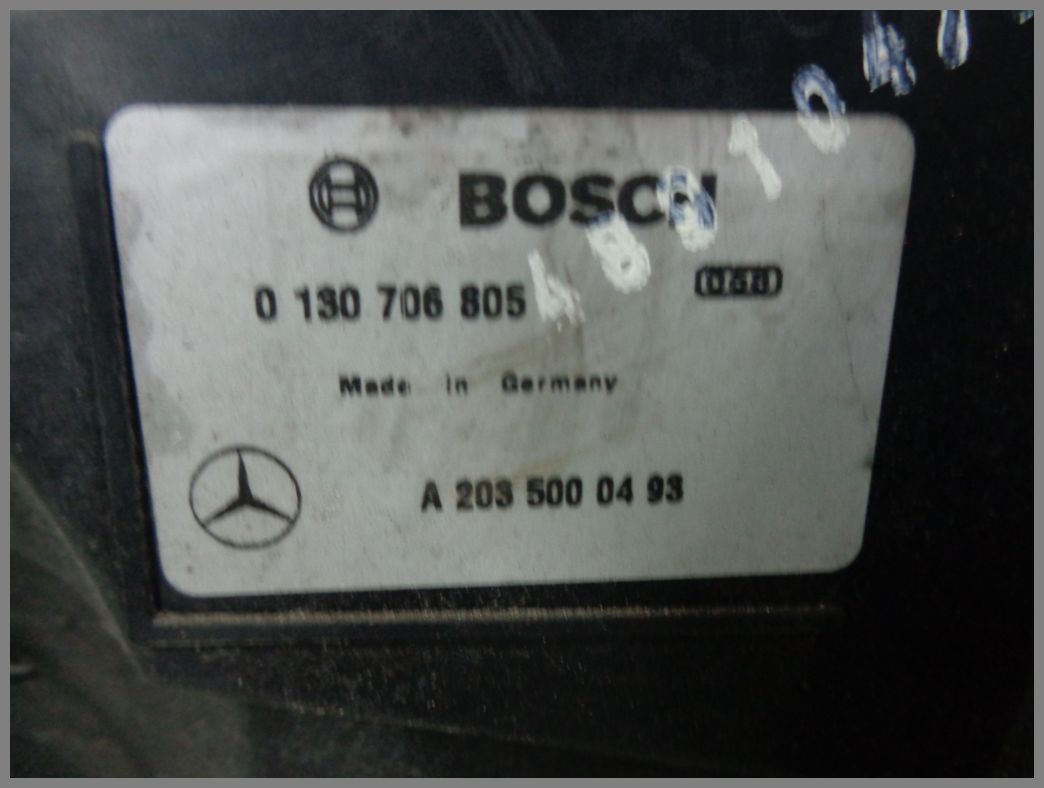 BOSCH
0 130 706 805
Made in Germany
A 203 500 04 93